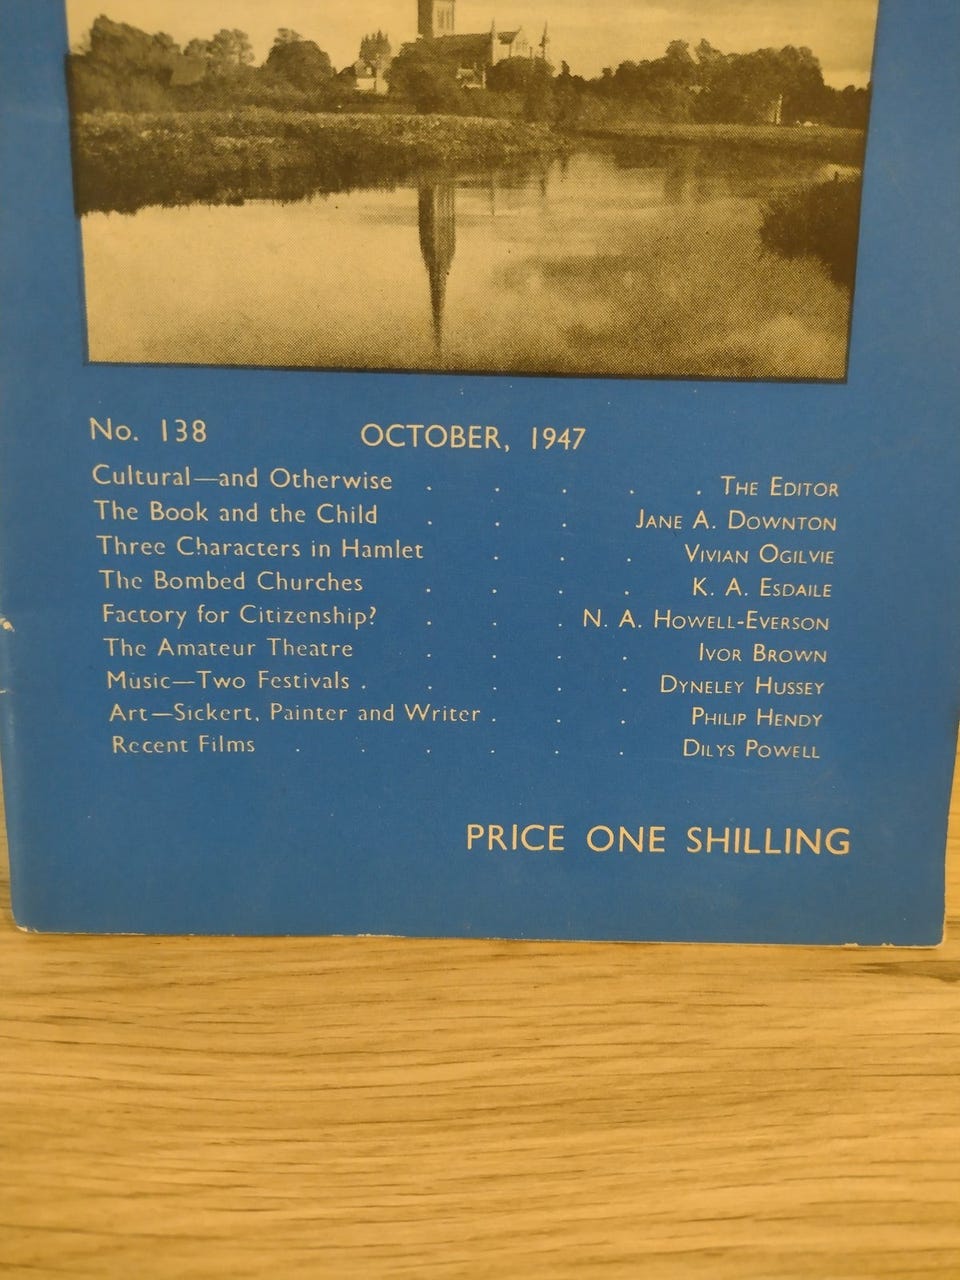 No. 138 OCTOBER, 1947
Cultural—and Otherwise . . . . . THE EDITOR
The Book and the Child . . . JANE A. DOWNTON
Three Characters in Hamlet . . . VIVIAN OGILVIE
The Bombed Churches . . . . K. A. ESDAILE
Factory for Citizenship? . . . N. A. HOWELL-EVERSON
The Amateur Theatre . . . . IVOR BROWN
Music—Two Festivals . . . . . DYNELEY HUSSEY
Art—Sickert, Painter and Writer . . . PHILIP HENDY
Recent Films . . . . . . DILYS POWELL
PRICE ONE SHILLING